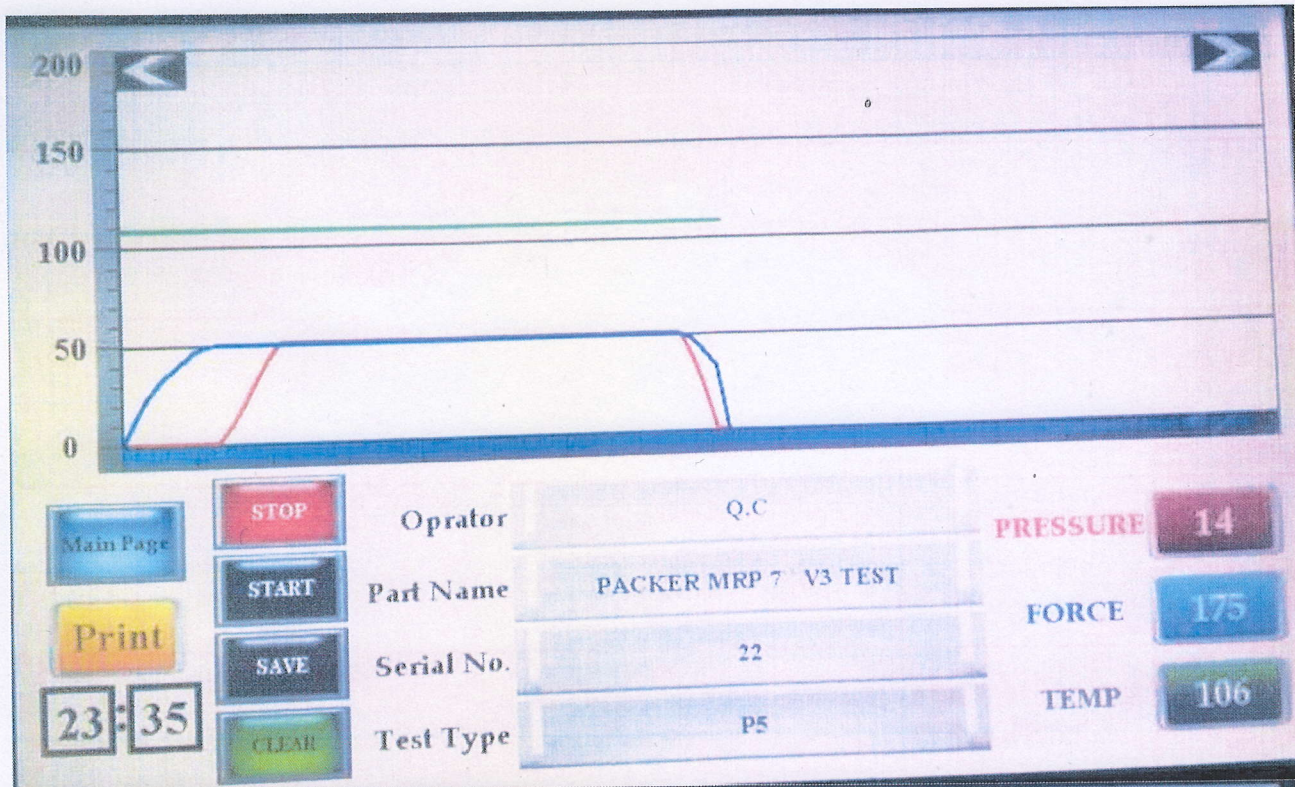 200
150
100
50
0
Main Page
Print
23:35
STOP
START
SAVE
CLEAR
Oprator Q.C
Part Name PACKER MRP 7" V3 TEST
Serial No. 22
Test Type P5
PRESSURE 14
FORCE 175
TEMP 106